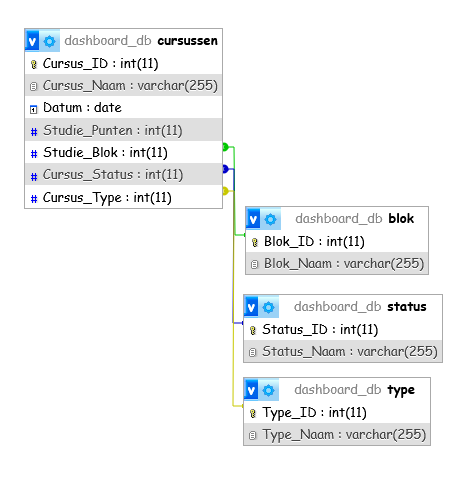 v dashboard_db cursussen
Cursus_ID : int(11)
Cursus_Naam : varchar(255)
Datum : date
# Studie_Punten : int(11)
# Studie_Blok : int(11)
# Cursus_Status : int(11)
# Cursus_Type : int(11)
v dashboard_db blok
Blok_ID : int(11)
Blok_Naam : varchar(255)
v dashboard_db status
Status_ID : int(11)
Status_Naam : varchar(255)
v dashboard_db type
Type_ID : int(11)
Type_Naam : varchar(255)